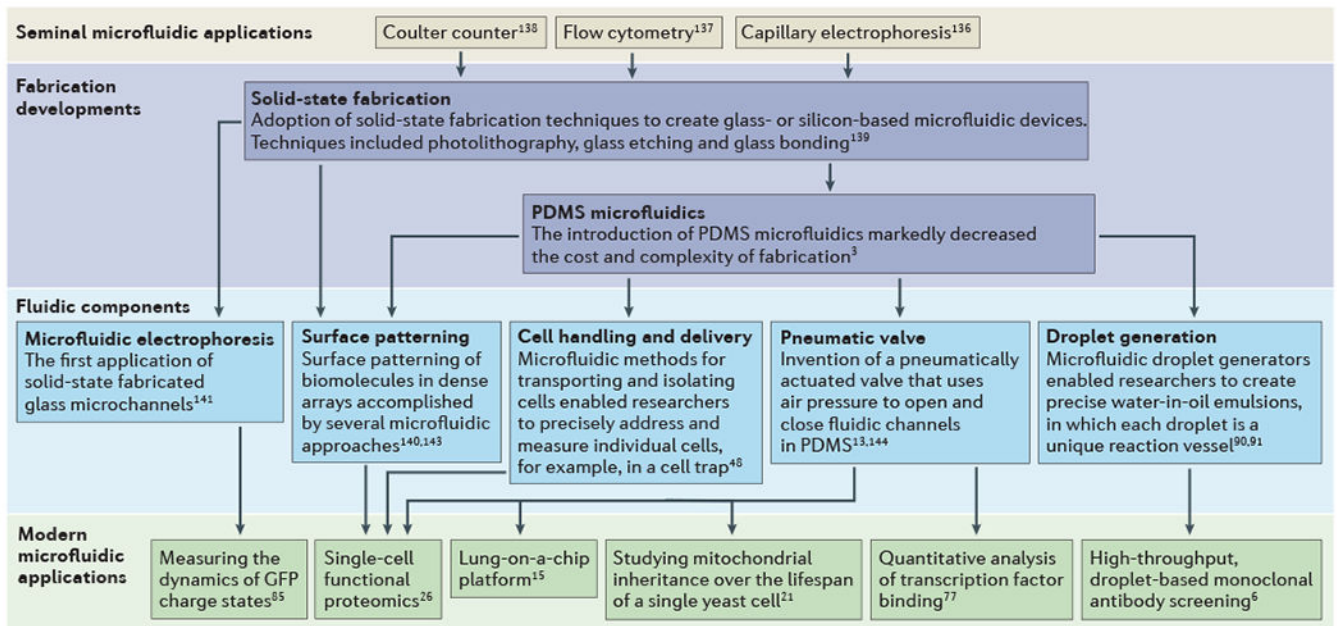 Seminal microfluidic applications
Coulter counter¹³⁸
Flow cytometry¹³⁷
Capillary electrophoresis¹³⁶
Fabrication
developments
Solid-state fabrication
Adoption of solid-state fabrication techniques to create glass- or silicon-based microfluidic devices.
Techniques included photolithography, glass etching and glass bonding¹³⁹
PDMS microfluidics
The introduction of PDMS microfluidics markedly decreased
the cost and complexity of fabrication³
Fluidic components
Microfluidic electrophoresis
The first application of
solid-state fabricated
glass microchannels¹⁴¹
Surface patterning
Surface patterning of
biomolecules in dense
arrays accomplished
by several microfluidic
approaches¹⁴⁰,¹⁴³
Cell handling and delivery
Microfluidic methods for
transporting and isolating
cells enabled researchers
to precisely address and
measure individual cells,
for example, in a cell trap⁴⁸
Pneumatic valve
Invention of a pneumatically
actuated valve that uses
air pressure to open and
close fluidic channels
in PDMS¹³,¹⁴⁴
Droplet generation
Microfluidic droplet generators
enabled researchers to create
precise water-in-oil emulsions,
in which each droplet is a
unique reaction vessel⁹⁰,⁹¹
Modern
microfluidic
applications
Measuring the
dynamics of GFP
charge states⁸⁵
Single-cell
functional
proteomics²⁶
Lung-on-a-chip
platform¹⁵
Studying mitochondrial
inheritance over the lifespan
of a single yeast cell²¹
Quantitative analysis
of transcription factor
binding⁷⁷
High-throughput,
droplet-based monoclonal
antibody screening⁶